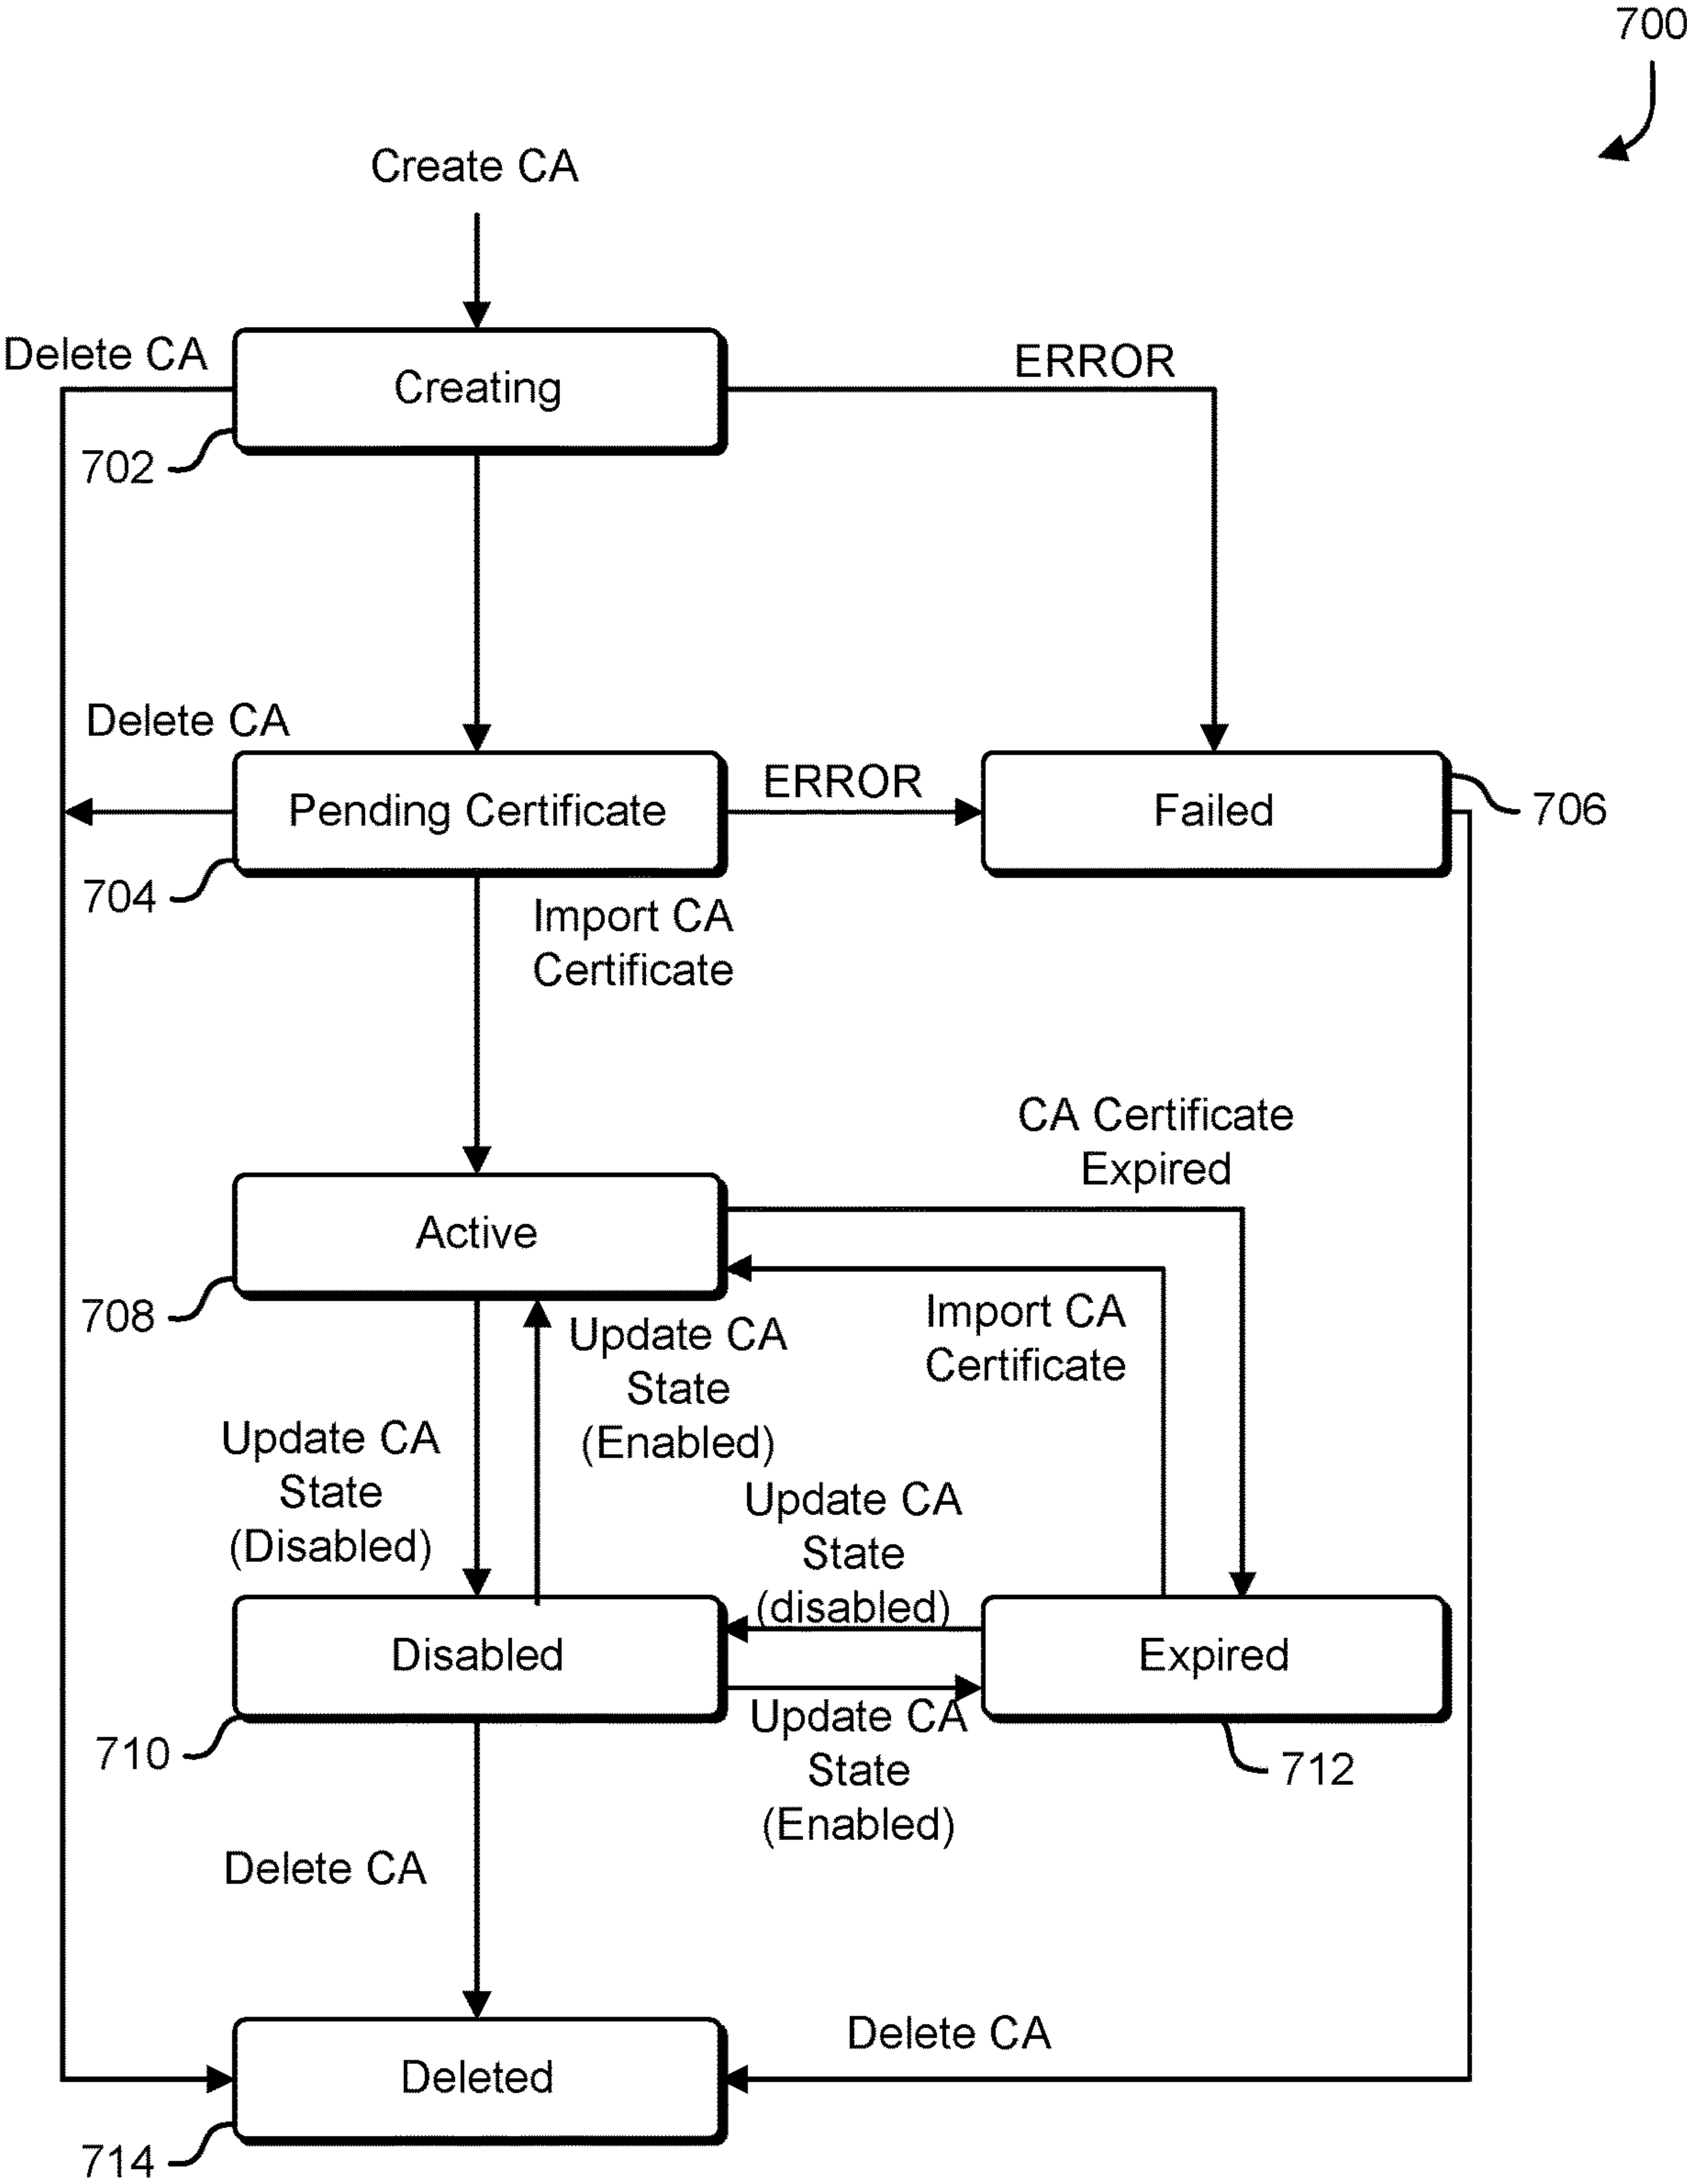 700
Create CA
Delete CA
ERROR
Creating
702
Delete CA
ERROR
Pending Certificate
Failed
706
704
Import CA
Certificate
CA Certificate
Expired
Active
708
Import CA
Certificate
Update CA
State
(Enabled)
Update CA
State
(Disabled)
Update CA
State
(disabled)
Disabled
Expired
710
Update CA
State
(Enabled)
712
Delete CA
Delete CA
Deleted
714